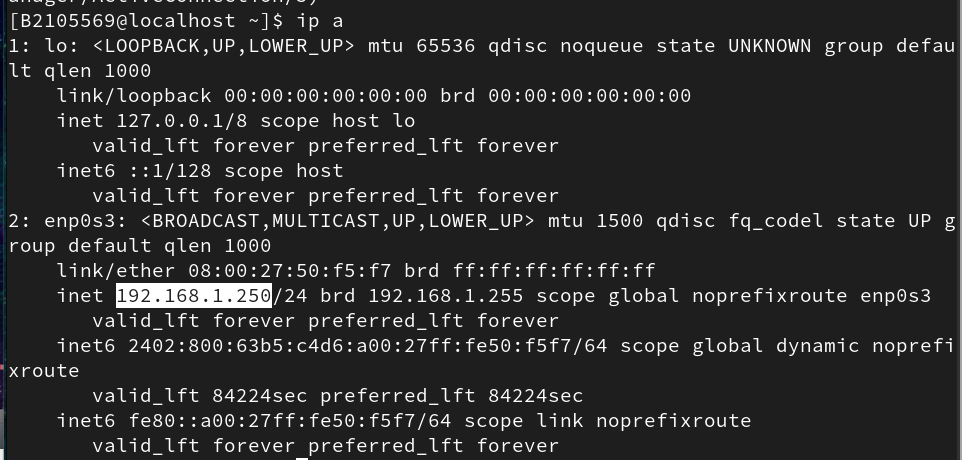 [B2105569@localhost ~]$ ip a
1: lo: <LOOPBACK,UP,LOWER_UP> mtu 65536 qdisc noqueue state UNKNOWN group defau
lt qlen 1000
    link/loopback 00:00:00:00:00:00 brd 00:00:00:00:00:00
    inet 127.0.0.1/8 scope host lo
       valid_lft forever preferred_lft forever
    inet6 ::1/128 scope host
       valid_lft forever preferred_lft forever
2: enp0s3: <BROADCAST,MULTICAST,UP,LOWER_UP> mtu 1500 qdisc fq_codel state UP g
roup default qlen 1000
    link/ether 08:00:27:50:f5:f7 brd ff:ff:ff:ff:ff:ff
    inet 192.168.1.250/24 brd 192.168.1.255 scope global noprefixroute enp0s3
       valid_lft forever preferred_lft forever
    inet6 2402:800:63b5:c4d6:a00:27ff:fe50:f5f7/64 scope global dynamic noprefi
xroute
       valid_lft 84224sec preferred_lft 84224sec
    inet6 fe80::a00:27ff:fe50:f5f7/64 scope link noprefixroute
       valid_lft forever preferred_lft forever